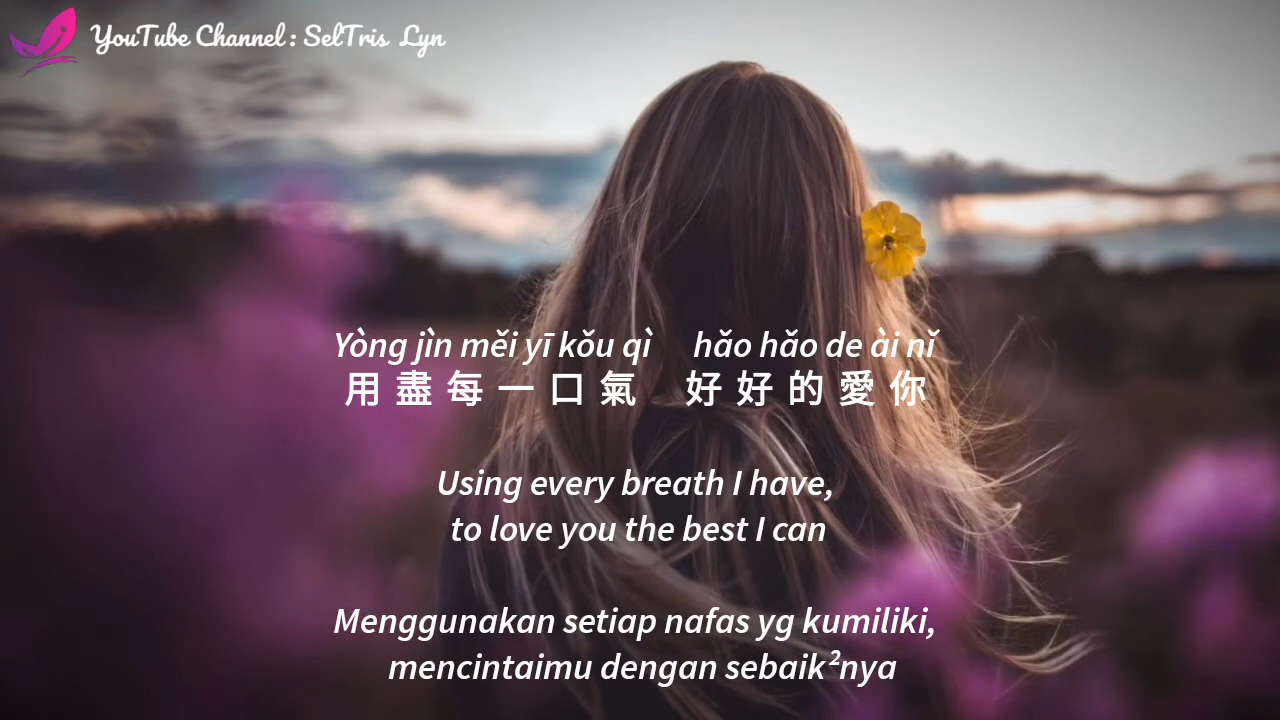 YouTube Channel : SelTris Lyn
Yòng jìn měi yī kǒu qì hǎo hǎo de ài nǐ
用盡每一口氣 好好的愛你
Using every breath I have,
to love you the best I can
Menggunakan setiap nafas yg kumiliki,
mencintaimu dengan sebaik²nya